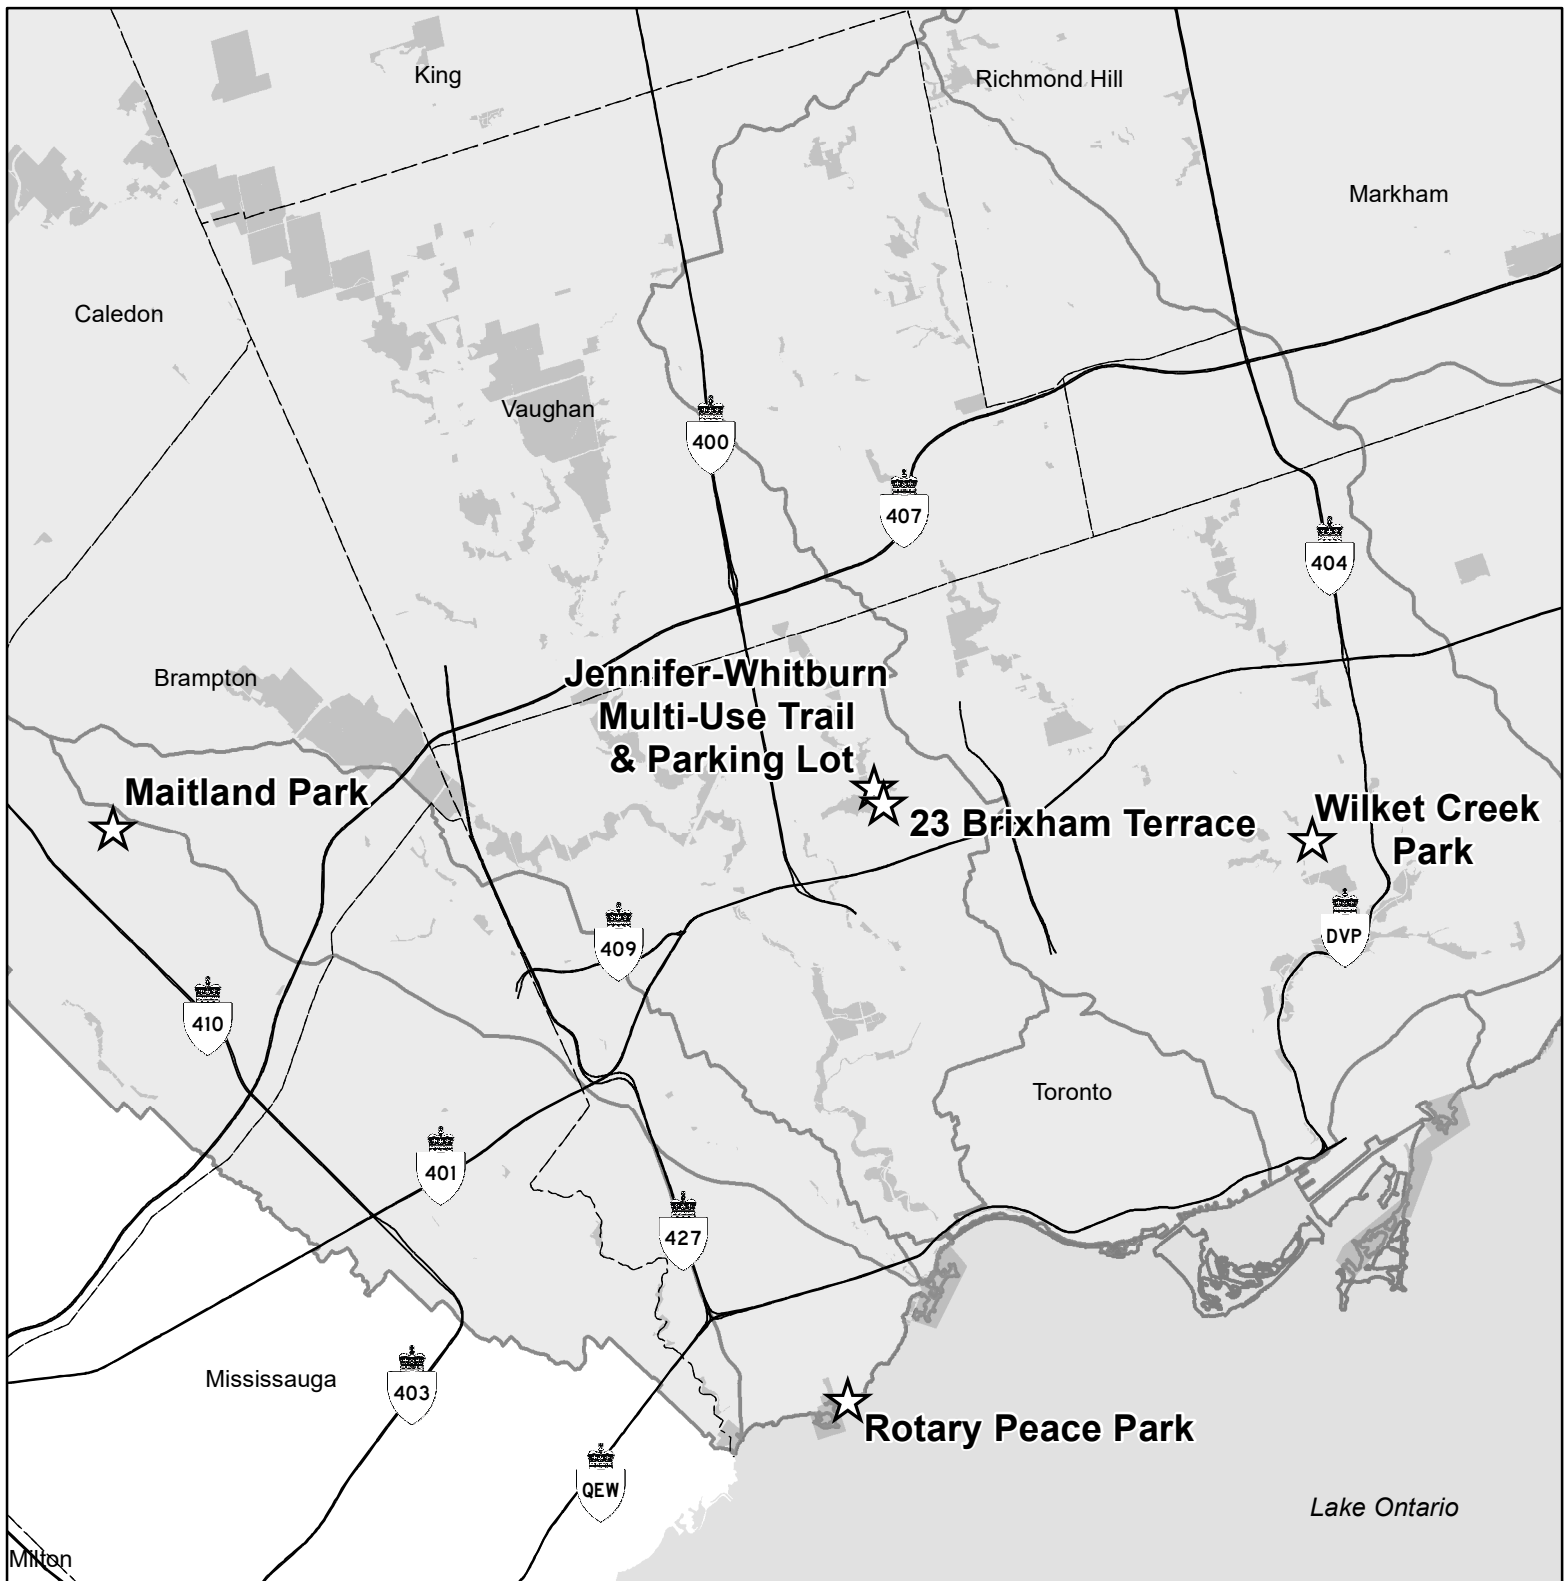 King
Richmond Hill
Markham
Caledon
Vaughan
400
407
404
Brampton
Jennifer-Whitburn
Multi-Use Trail
& Parking Lot
Maitland Park
23 Brixham Terrace
Wilket Creek
Park
409
DVP
410
Toronto
401
427
Mississauga
403
Rotary Peace Park
QEW
Lake Ontario
Milton